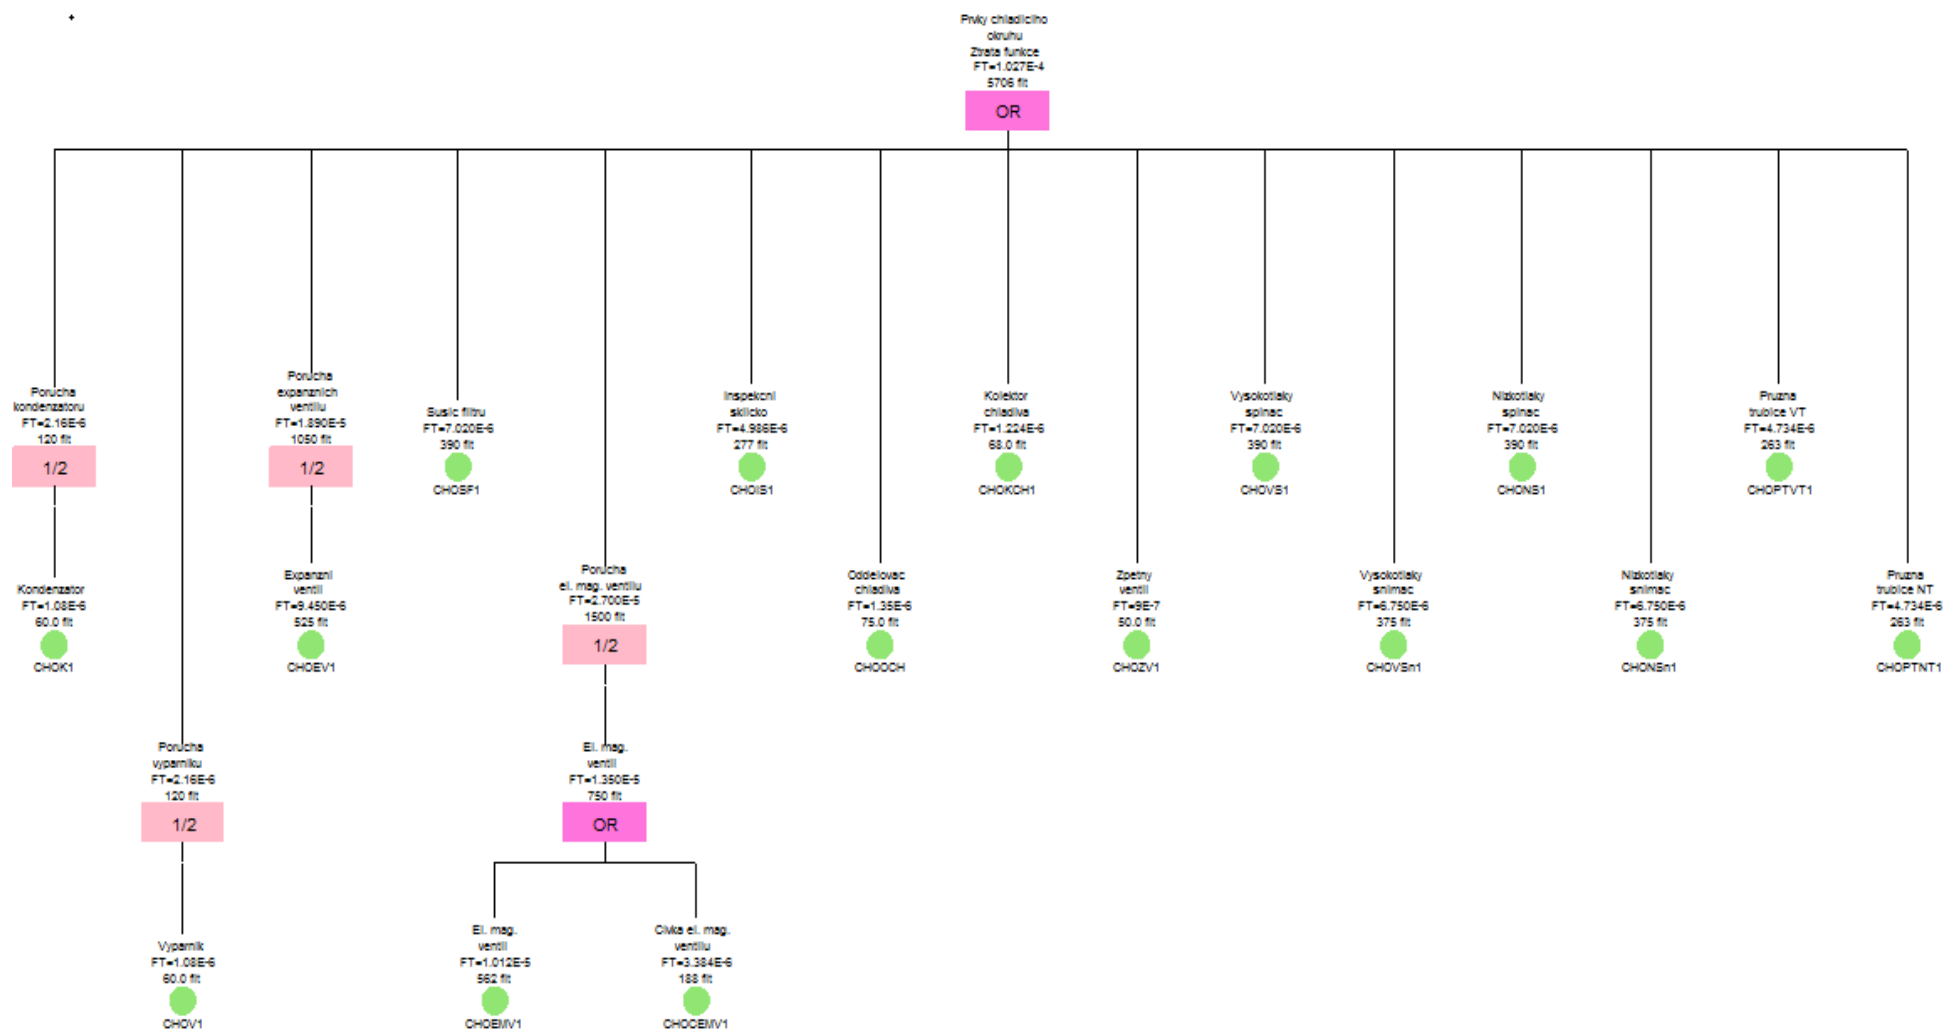 Prvky chladiciho
okruhu
Ztrata funkce
FT=1.027E-4
5706 fit
OR
Porucha
kondenzatoru
FT=2.16E-6
120 fit
1/2
Kondenzator
FT=1.08E-6
60.0 fit
CHOK1
Porucha
vyparniku
FT=2.16E-6
120 fit
1/2
Vyparnik
FT=1.08E-6
60.0 fit
CHOV1
Porucha
expanznich
ventilu
FT=1.890E-5
1050 fit
1/2
Expanzni
ventil
FT=9.450E-6
525 fit
CHOEV1
Susic filtru
FT=7.020E-6
390 fit
CHOSF1
Porucha
el. mag. ventilu
FT=2.700E-5
1500 fit
1/2
El. mag.
ventil
FT=1.350E-5
750 fit
OR
El. mag.
ventil
FT=1.012E-5
562 fit
CHOEMV1
Civka el. mag.
ventilu
FT=3.384E-6
188 fit
CHOCEMV1
Inspekcni
sklicko
FT=4.986E-6
277 fit
CHOIS1
Oddelovac
chladiva
FT=1.35E-6
75.0 fit
CHOOCH
Kolektor
chladiva
FT=1.224E-6
68.0 fit
CHOKCH1
Zpetny
ventil
FT=9E-7
50.0 fit
CHOZV1
Vysokotlaky
spinac
FT=7.020E-6
390 fit
CHOVS1
Vysokotlaky
snimac
FT=6.750E-6
375 fit
CHOVSn1
Nizkotlaky
spinac
FT=7.020E-6
390 fit
CHONS1
Nizkotlaky
snimac
FT=6.750E-6
375 fit
CHONSn1
Pruzna
trubice VT
FT=4.734E-6
263 fit
CHOPTVT1
Pruzna
trubice NT
FT=4.734E-6
263 fit
CHOPTNT1